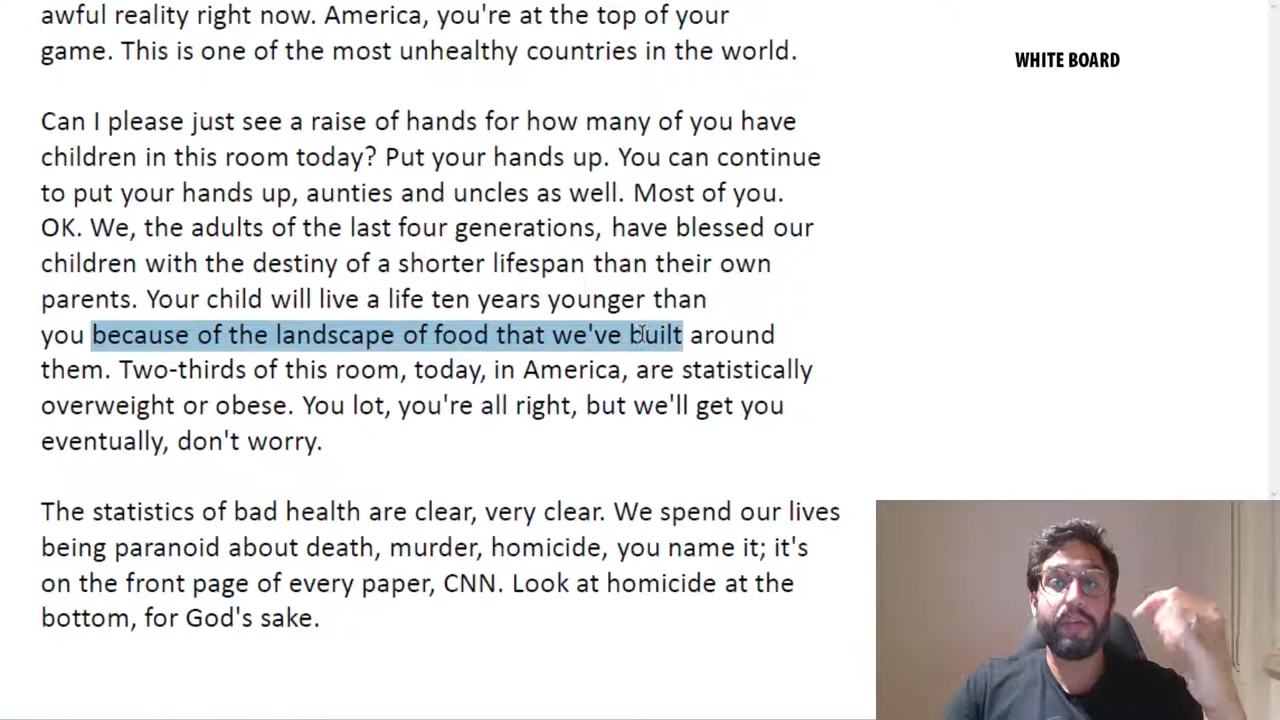 awful reality right now. America, you're at the top of your
game. This is one of the most unhealthy countries in the world.
WHITE BOARD
Can I please just see a raise of hands for how many of you have
children in this room today? Put your hands up. You can continue
to put your hands up, aunties and uncles as well. Most of you.
OK. We, the adults of the last four generations, have blessed our
children with the destiny of a shorter lifespan than their own
parents. Your child will live a life ten years younger than
you because of the landscape of food that we've built around
them. Two-thirds of this room, today, in America, are statistically
overweight or obese. You lot, you're all right, but we'll get you
eventually, don't worry.
The statistics of bad health are clear, very clear. We spend our lives
being paranoid about death, murder, homicide, you name it; it's
on the front page of every paper, CNN. Look at homicide at the
bottom, for God's sake.